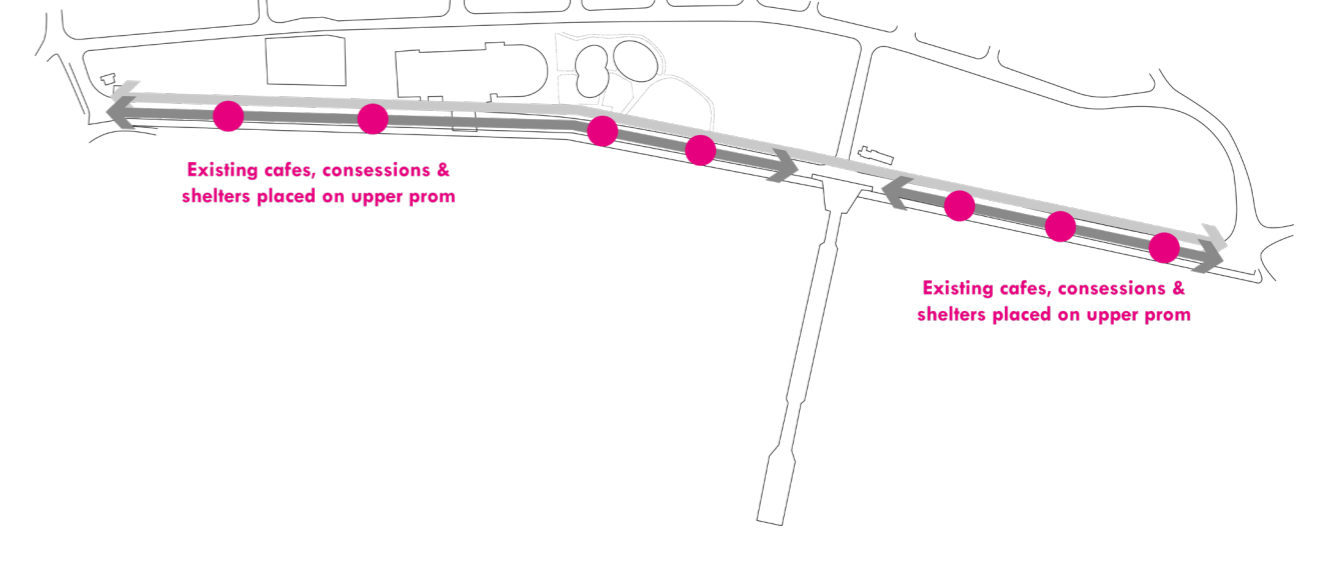 Existing cafes, consessions &
shelters placed on upper prom
Existing cafes, consessions &
shelters placed on upper prom